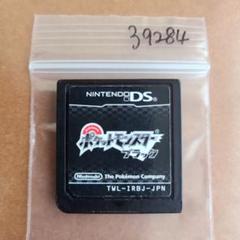 39284
NINTENDO DS
ポケットモンスター
ブラック
Nintendo
The Pokémon Company
TWL-IRBJ-JPN